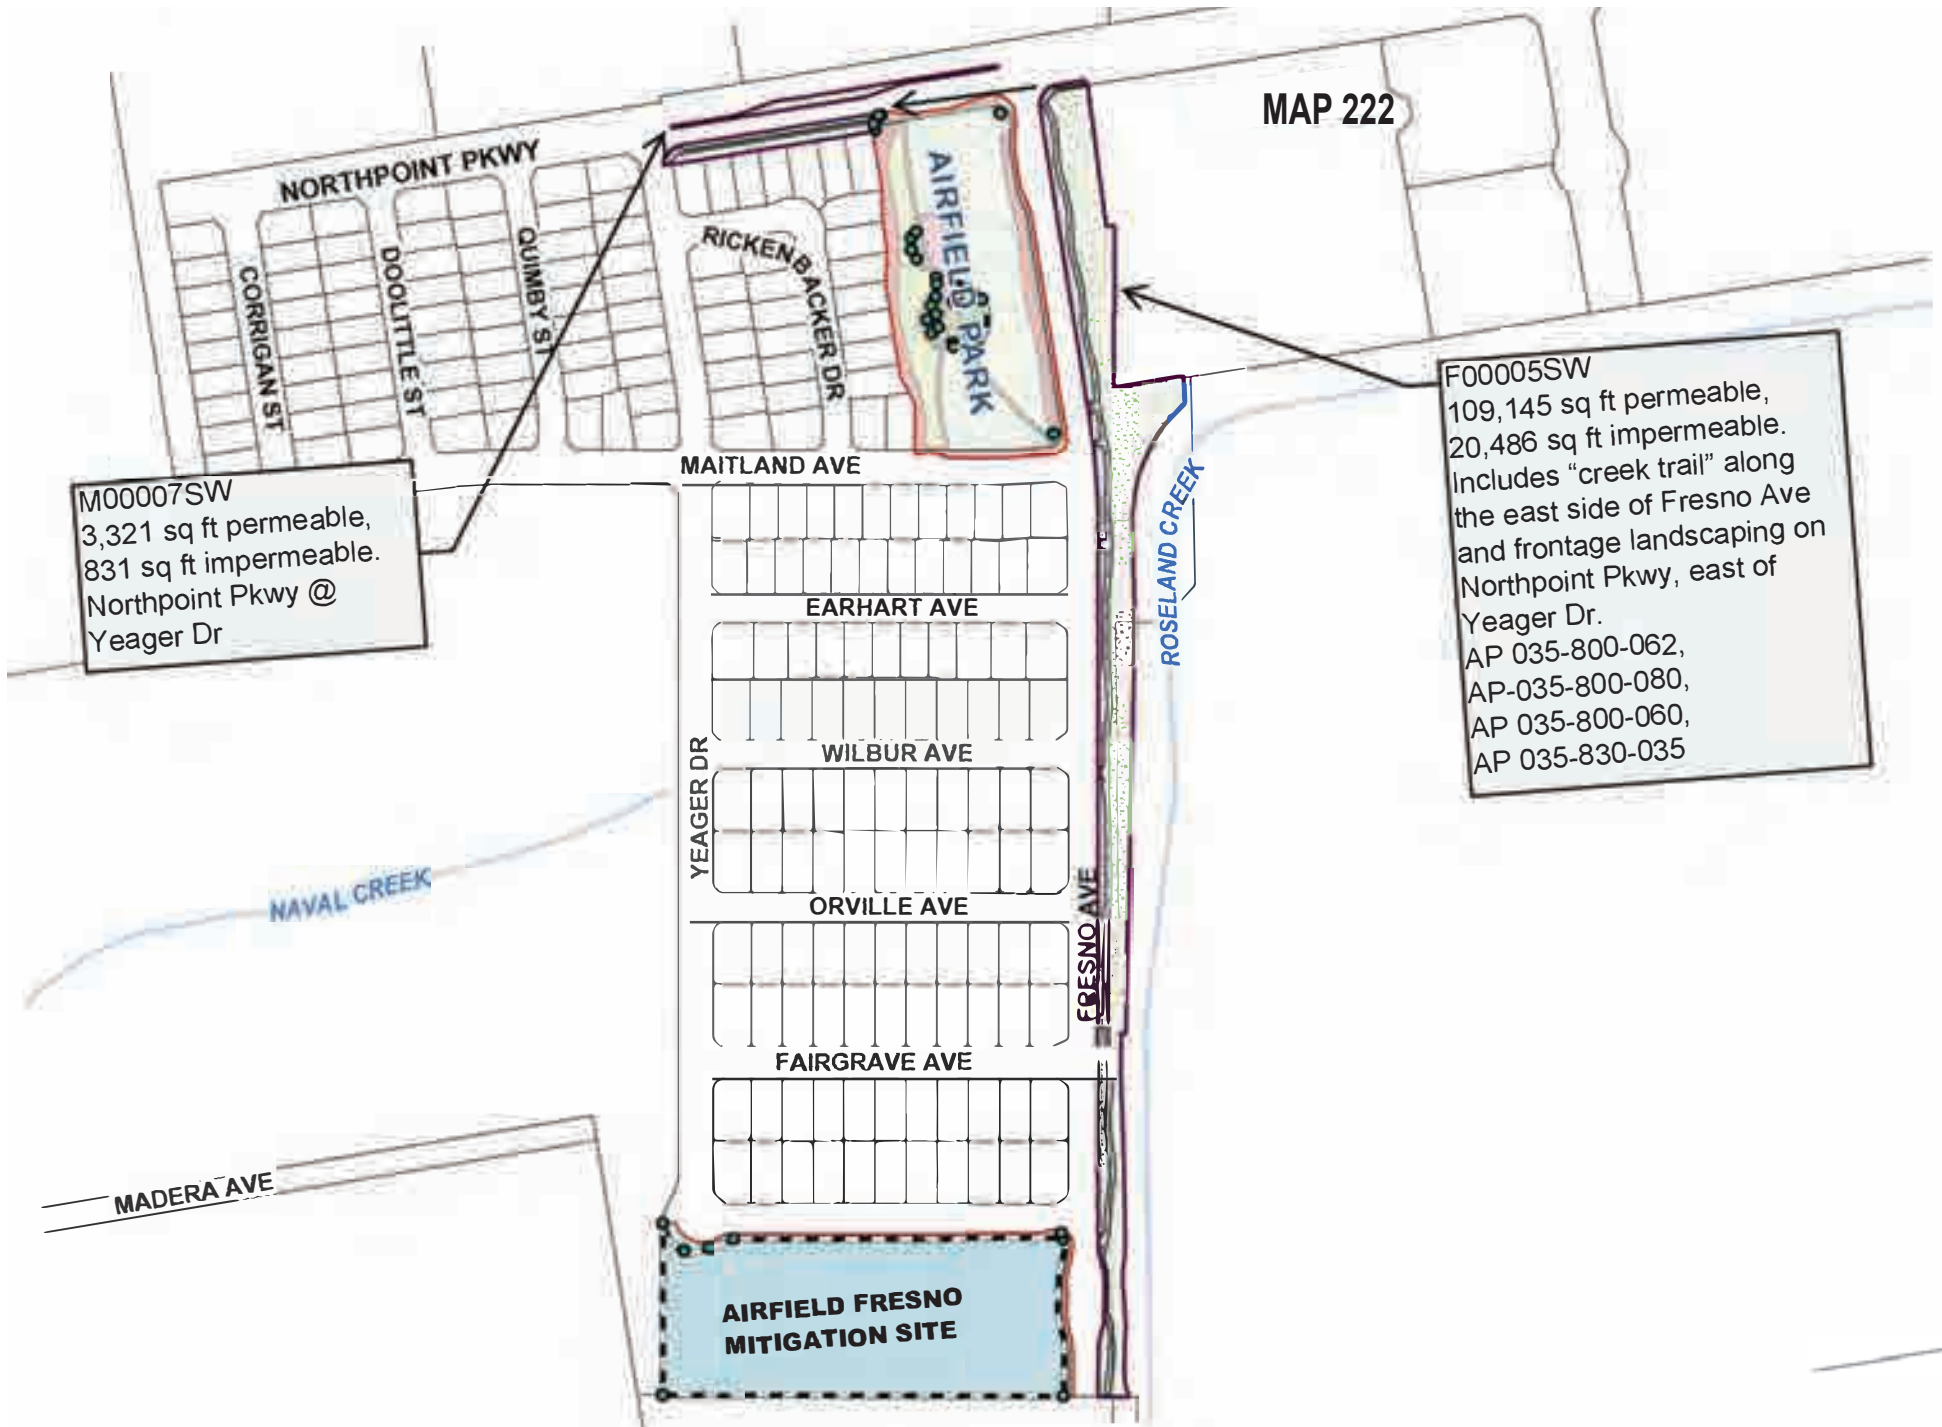 MAP 222
NORTHPOINT PKWY
AIRFIELD PARK
CORRIGAN ST
DOOLITTLE ST
QUIMBY ST
RICKENBACKER DR
F00005SW
109,145 sq ft permeable,
20,486 sq ft impermeable.
Includes “creek trail” along
the east side of Fresno Ave
and frontage landscaping on
Northpoint Pkwy, east of
Yeager Dr.
AP 035-800-062,
AP-035-800-080,
AP 035-800-060,
AP 035-830-035
M00007SW
3,321 sq ft permeable,
831 sq ft impermeable.
Northpoint Pkwy @
Yeager Dr
MAITLAND AVE
ROSELAND CREEK
EARHART AVE
WILBUR AVE
YEAGER DR
NAVAL CREEK
ORVILLE AVE
FRESNO AVE
FAIRGRAVE AVE
MADERA AVE
AIRFIELD FRESNO
MITIGATION SITE